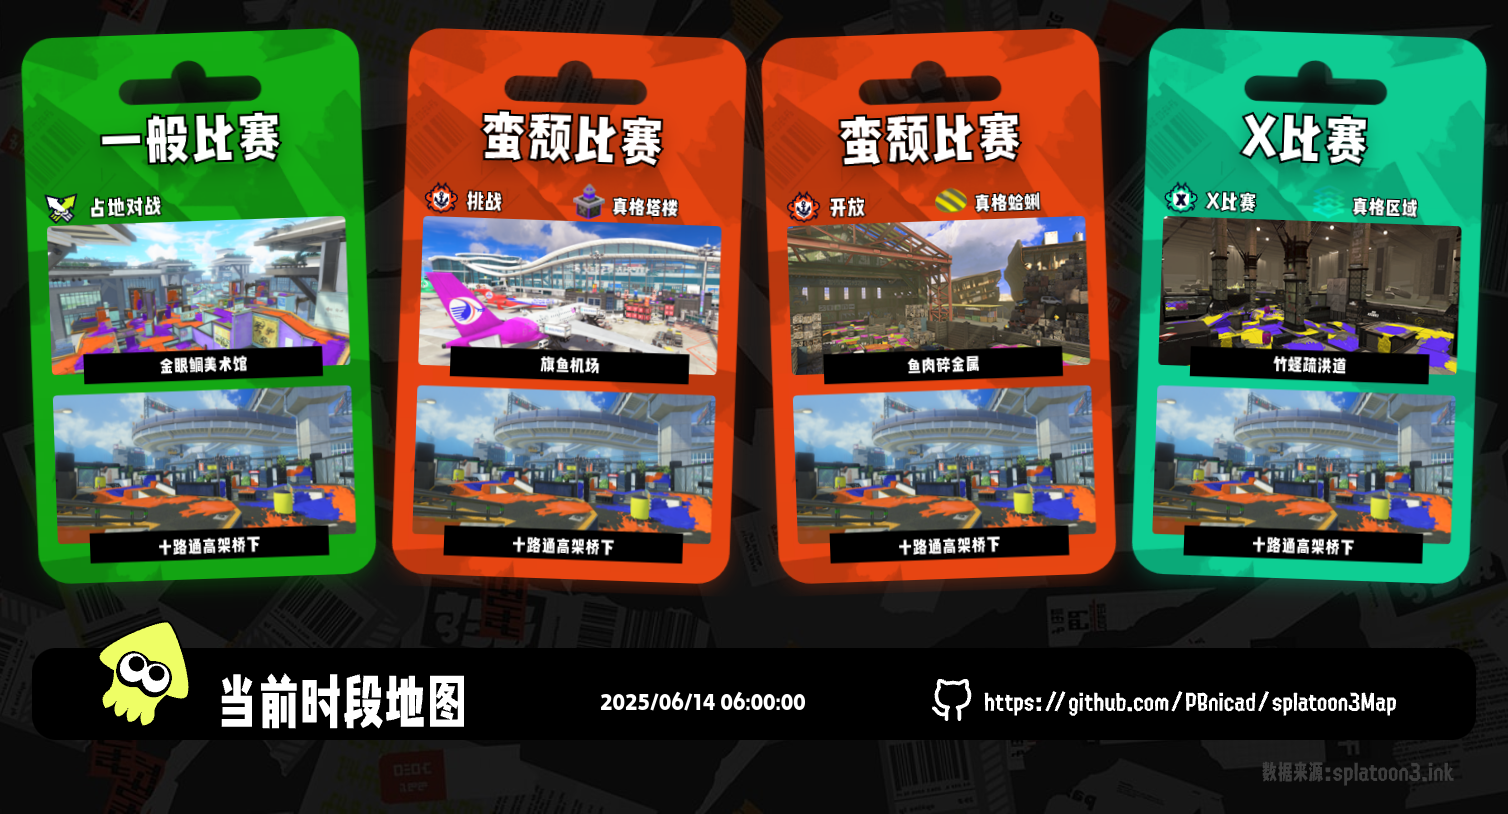 一般比赛
占地对战
金眼鲷美术馆
十路通高架桥下
蛮颓比赛
挑战
真格塔楼
旗鱼机场
十路通高架桥下
蛮颓比赛
开放
真格蛤蜊
鱼肉碎金属
十路通高架桥下
X比赛
X比赛
真格区域
竹蛏疏洪道
十路通高架桥下
当前时段地图
2025/06/14 06:00:00
https://github.com/PBnicad/splatoon3Map
数据来源:splatoon3.ink